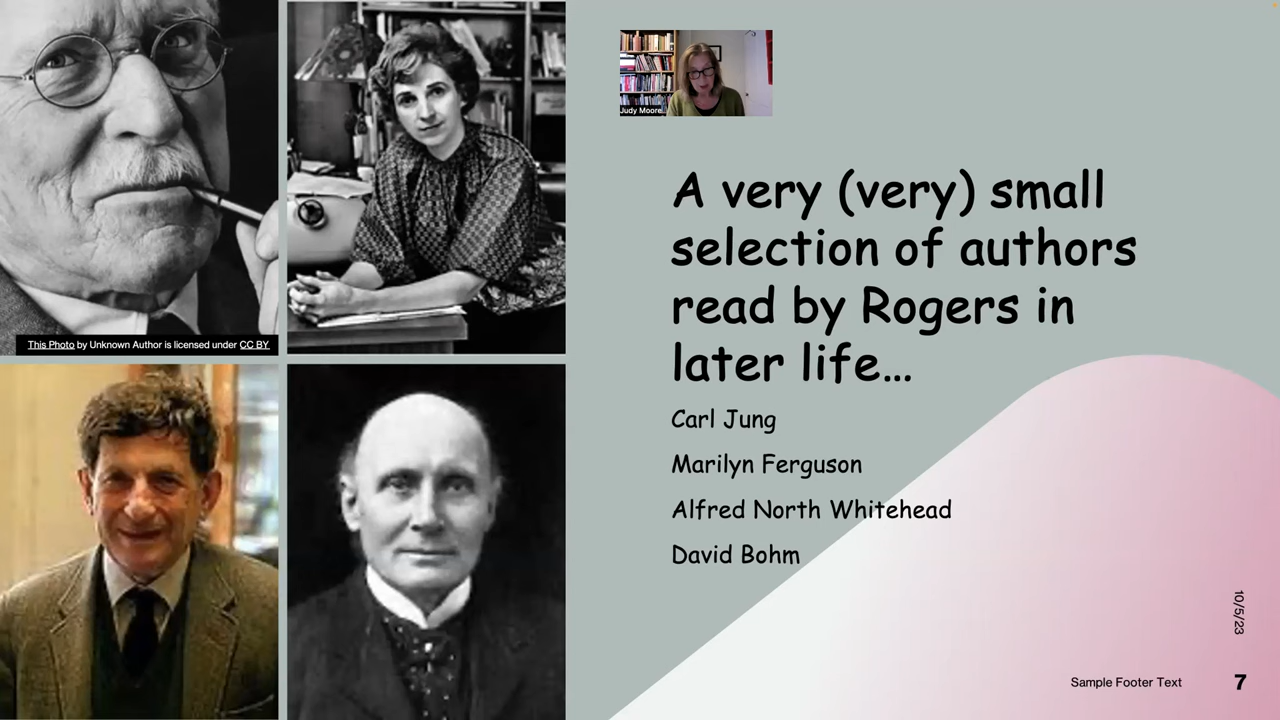 Judy Moore..
A very (very) small
selection of authors
read by Rogers in
later life...
Carl Jung
Marilyn Ferguson
Alfred North Whitehead
David Bohm
This Photo by Unknown Author is licensed under CC BY
10/5/23
Sample Footer Text
7